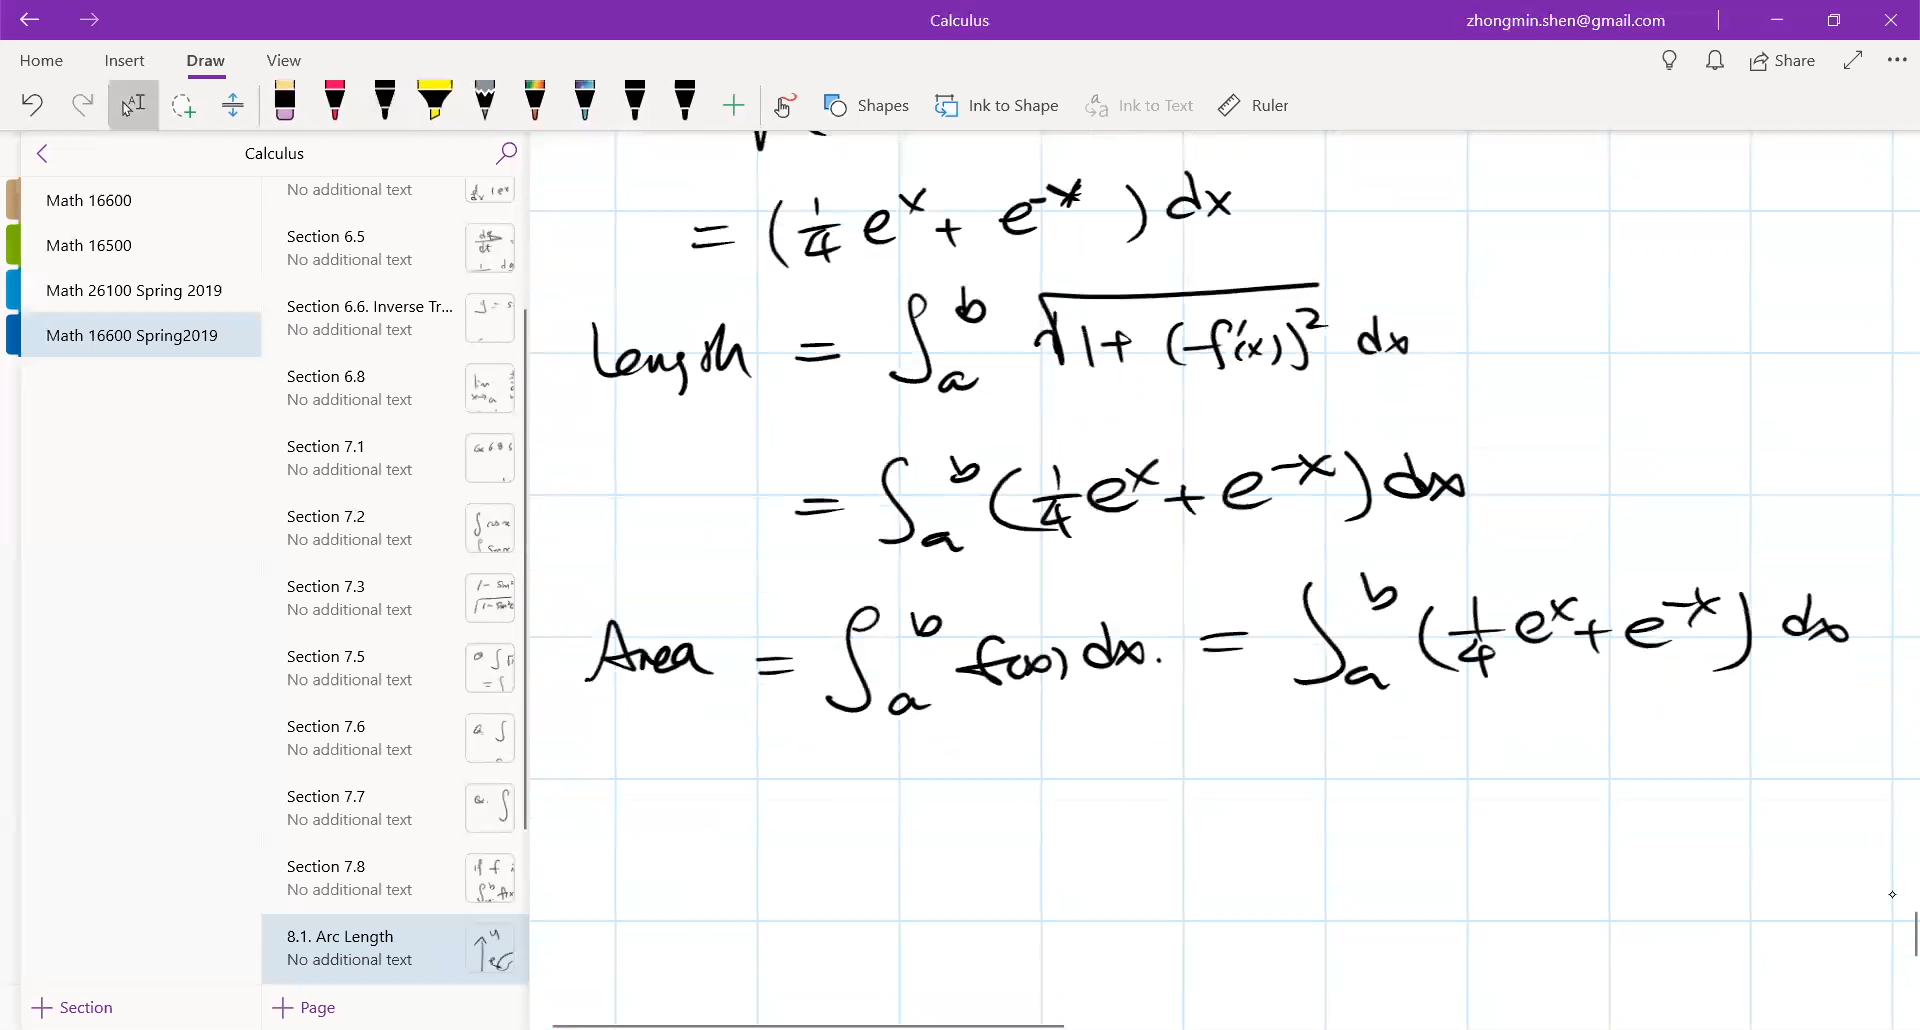 Calculus
zhongmin.shen@gmail.com
Home Insert Draw View
Share
Shapes Ink to Shape Ink to Text Ruler
Calculus
Math 16600
Math 16500
Math 26100 Spring 2019
Math 16600 Spring2019
No additional text
Section 6.5
No additional text
Section 6.6. Inverse Tr...
No additional text
Section 6.8
No additional text
Section 7.1
No additional text
Section 7.2
No additional text
Section 7.3
No additional text
Section 7.5
No additional text
Section 7.6
No additional text
Section 7.7
No additional text
Section 7.8
No additional text
8.1. Arc Length
No additional text
Section
Page
= (1/4 e^x + e^-x) dx
Length = ∫_a^b √(1+(f'(x))^2) dx
= ∫_a^b (1/4 e^x + e^-x) dx
Area = ∫_a^b f(x) dx. = ∫_a^b (1/4 e^x + e^-x) dx